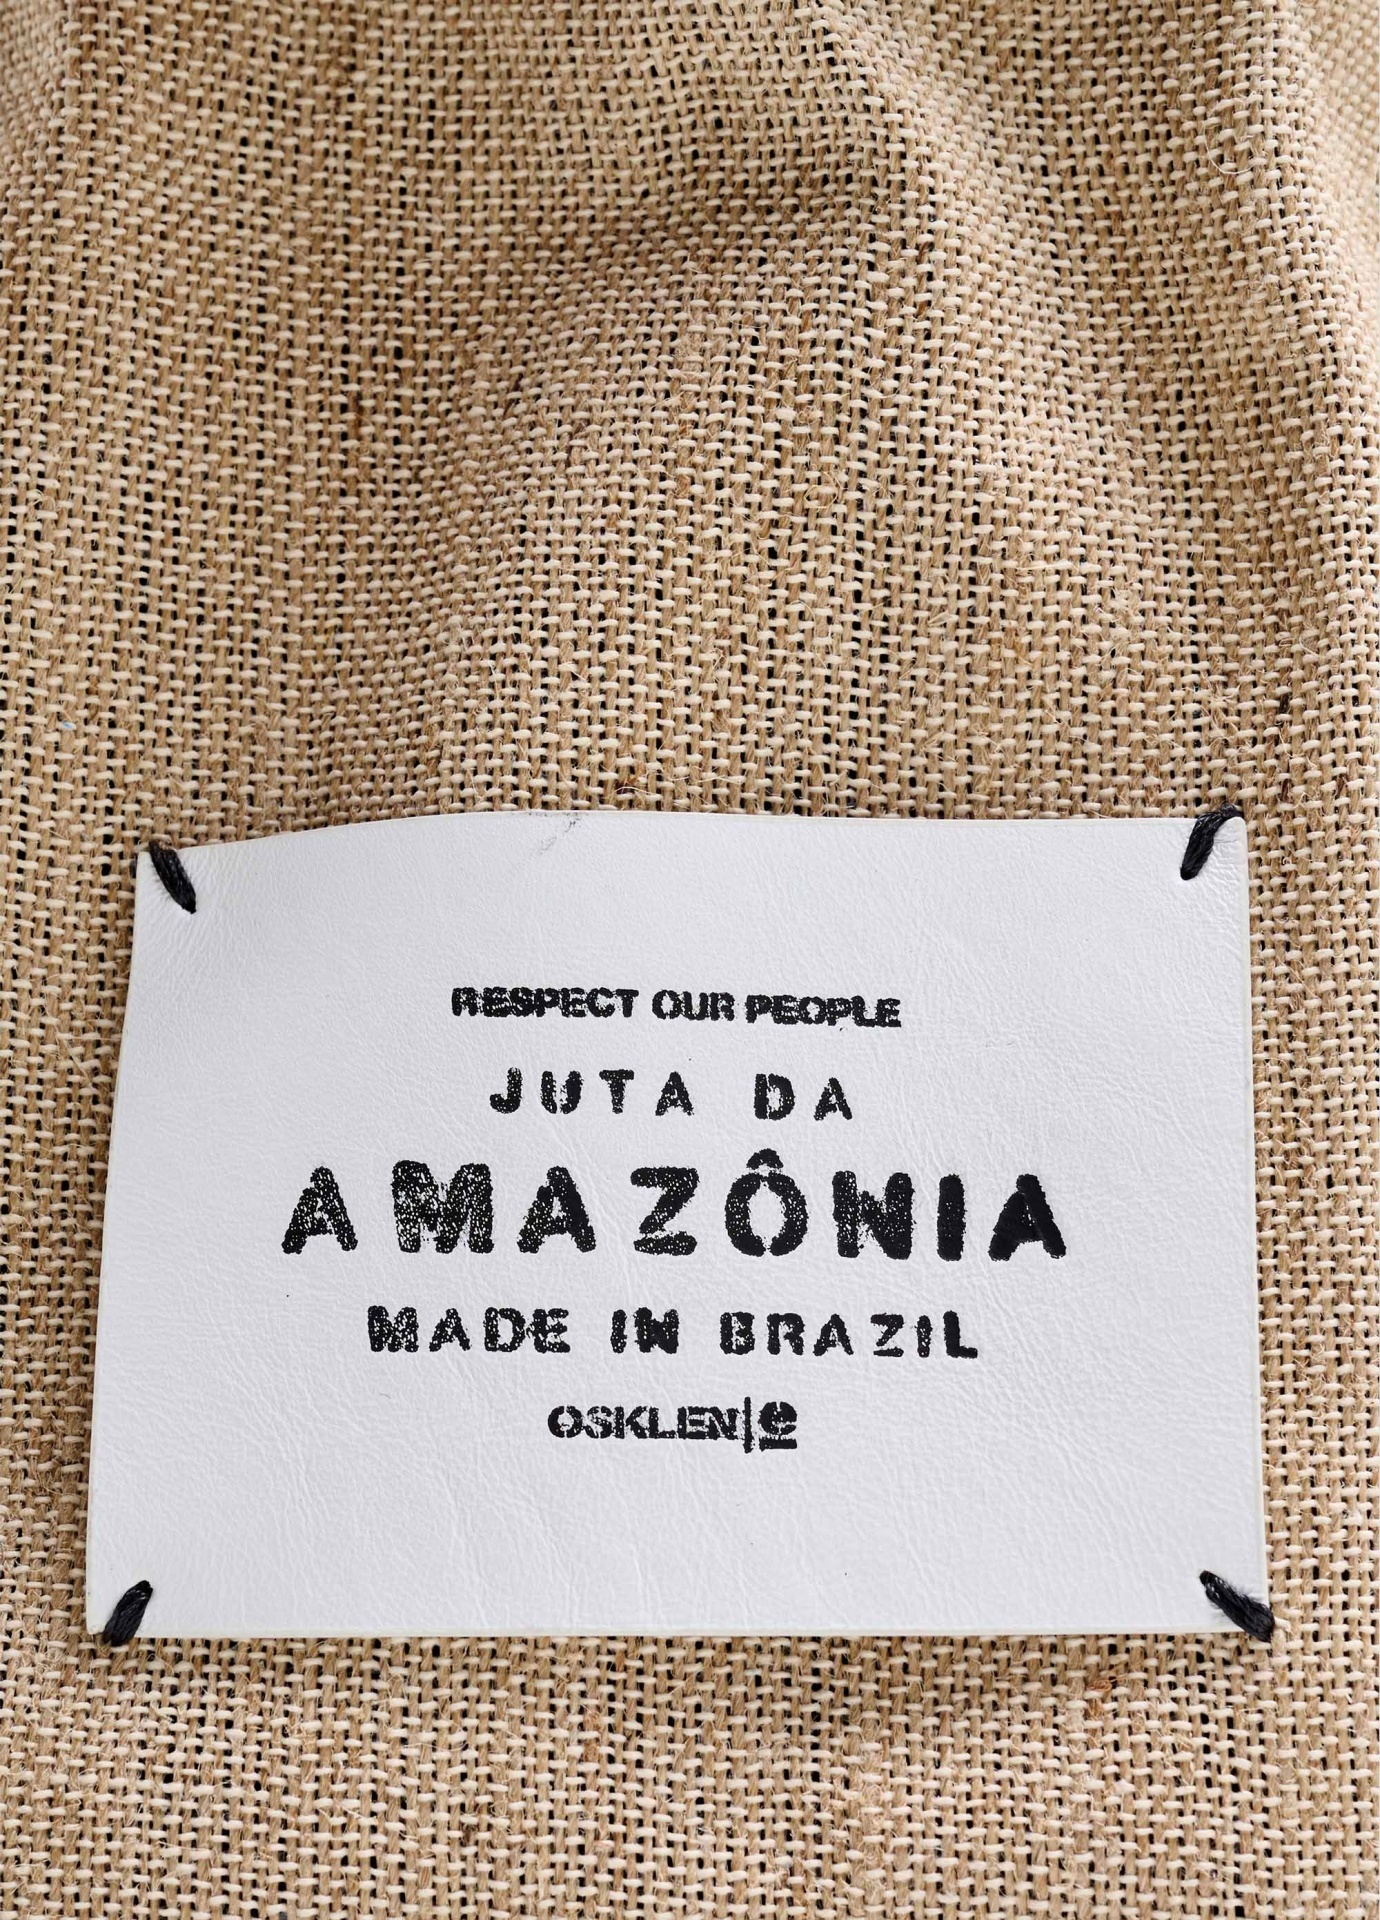 RESPECT OUR PEOPLE
JUTA DA
AMAZÔNIA
MADE IN BRAZIL
OSKLEN